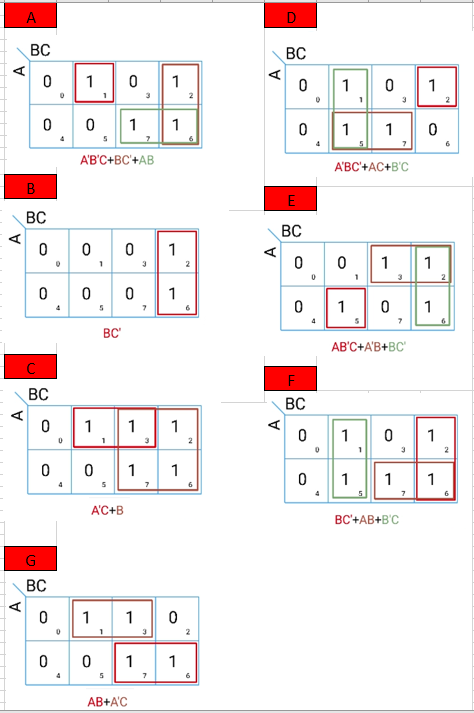 A
BC
A
0 1 0 1
0 1 3 2
0 0 1 1
4 5 7 6
A'B'C+BC'+AB
B
BC
A
0 0 0 1
0 1 3 2
0 0 0 1
4 5 7 6
BC'
C
BC
A
0 1 1 1
0 1 3 2
0 0 1 1
4 5 7 6
A'C+B
G
BC
A
0 1 1 0
0 1 3 2
0 0 1 1
4 5 7 6
AB+A'C
D
BC
A
0 1 0 1
0 1 3 2
0 1 1 0
4 5 7 6
A'BC'+AC+B'C
E
BC
A
0 0 1 1
0 1 3 2
0 1 0 1
4 5 7 6
AB'C+A'B+BC'
F
BC
A
0 1 0 1
0 1 3 2
0 1 1 1
4 5 7 6
BC'+AB+B'C